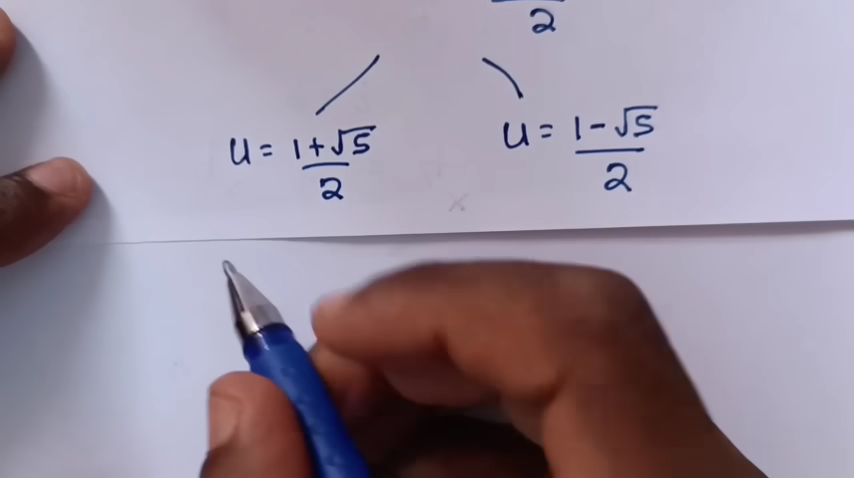 2
u = (1+√5)/2
u = (1-√5)/2